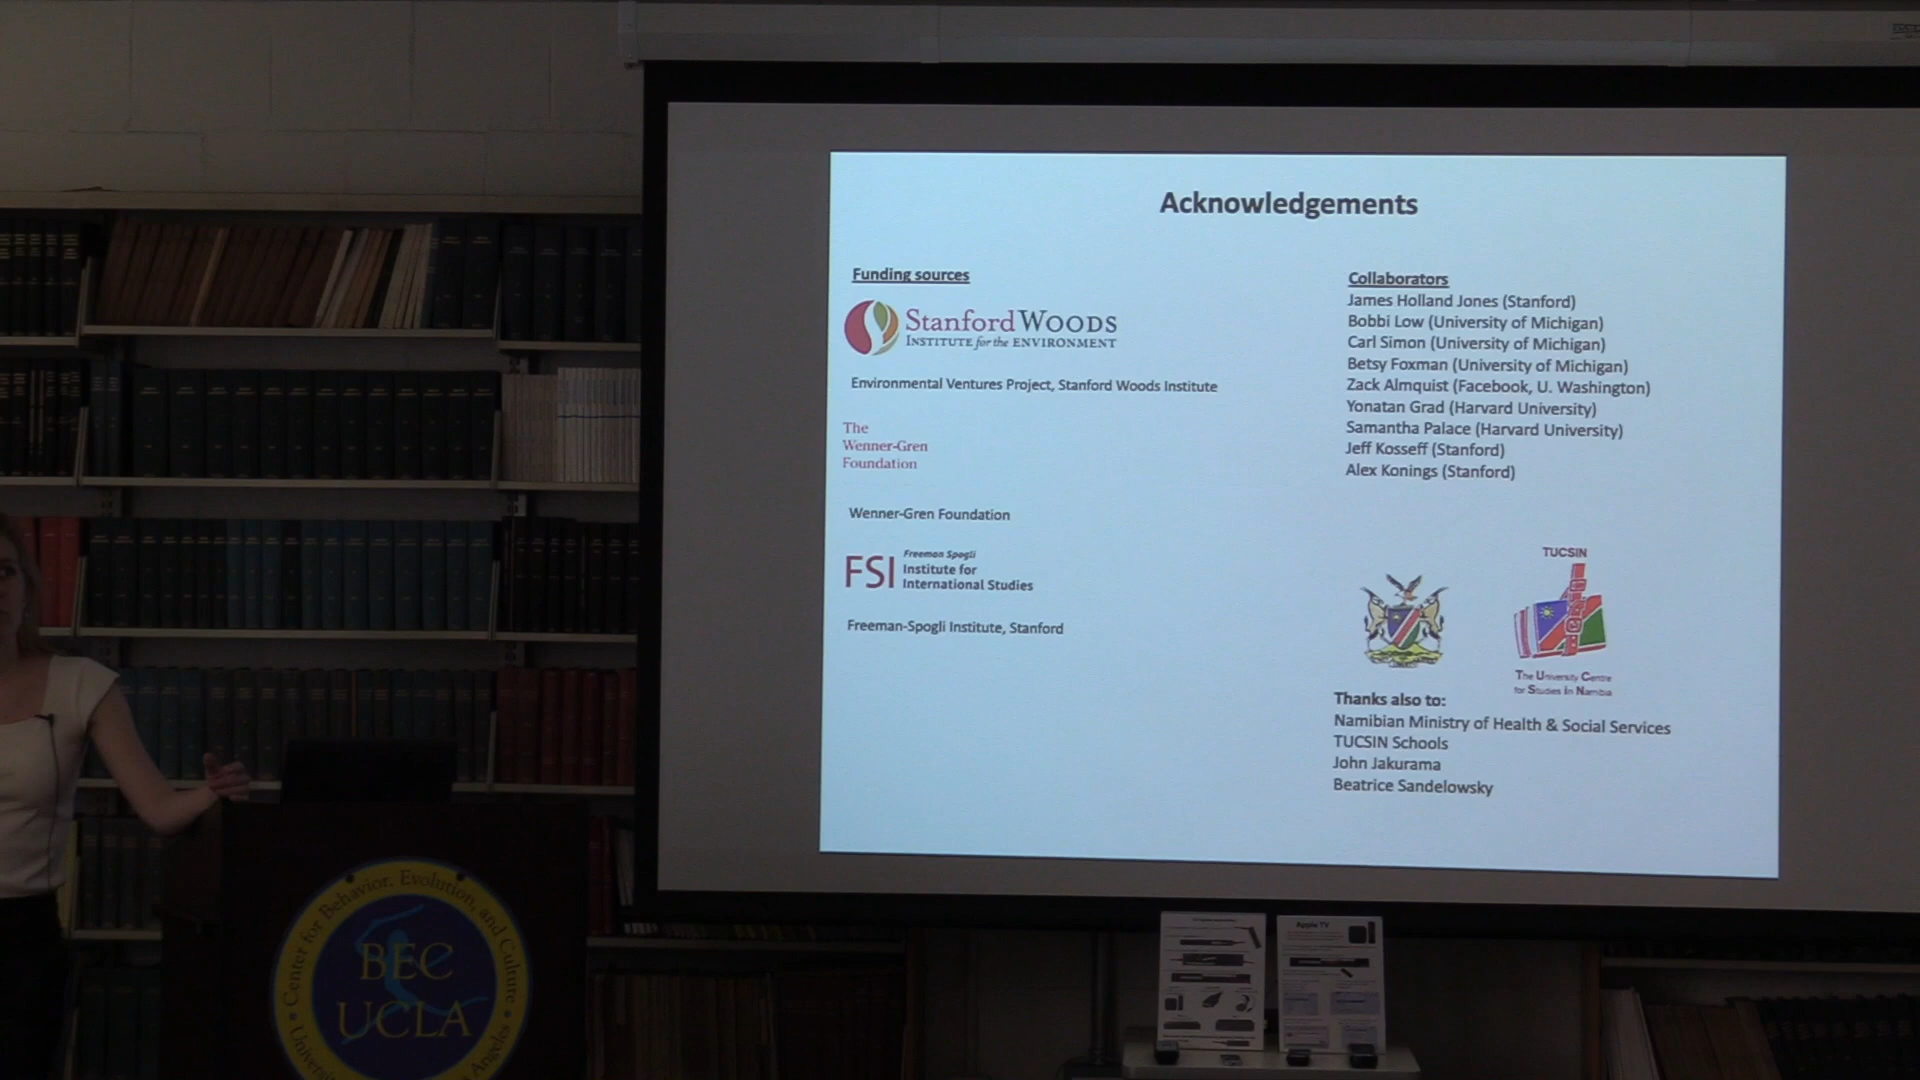 Acknowledgements
Funding sources
Stanford WOODS
INSTITUTE for the ENVIRONMENT
Environmental Ventures Project, Stanford Woods Institute
The
Wenner-Gren
Foundation
Wenner-Gren Foundation
FSI
Freeman Spogli
Institute for
International Studies
Freeman-Spogli Institute, Stanford
Collaborators
James Holland Jones (Stanford)
Bobbi Low (University of Michigan)
Carl Simon (University of Michigan)
Betsy Foxman (University of Michigan)
Zack Almquist (Facebook, U. Washington)
Yonatan Grad (Harvard University)
Samantha Palace (Harvard University)
Jeff Kosseff (Stanford)
Alex Konings (Stanford)
TUCSIN
The University Centre
for Studies In Namibia
Thanks also to:
Namibian Ministry of Health & Social Services
TUCSIN Schools
John Jakurama
Beatrice Sandelowsky
Center for Behavior, Evolution, and Culture
BEC
UCLA
Angeles
Apple TV